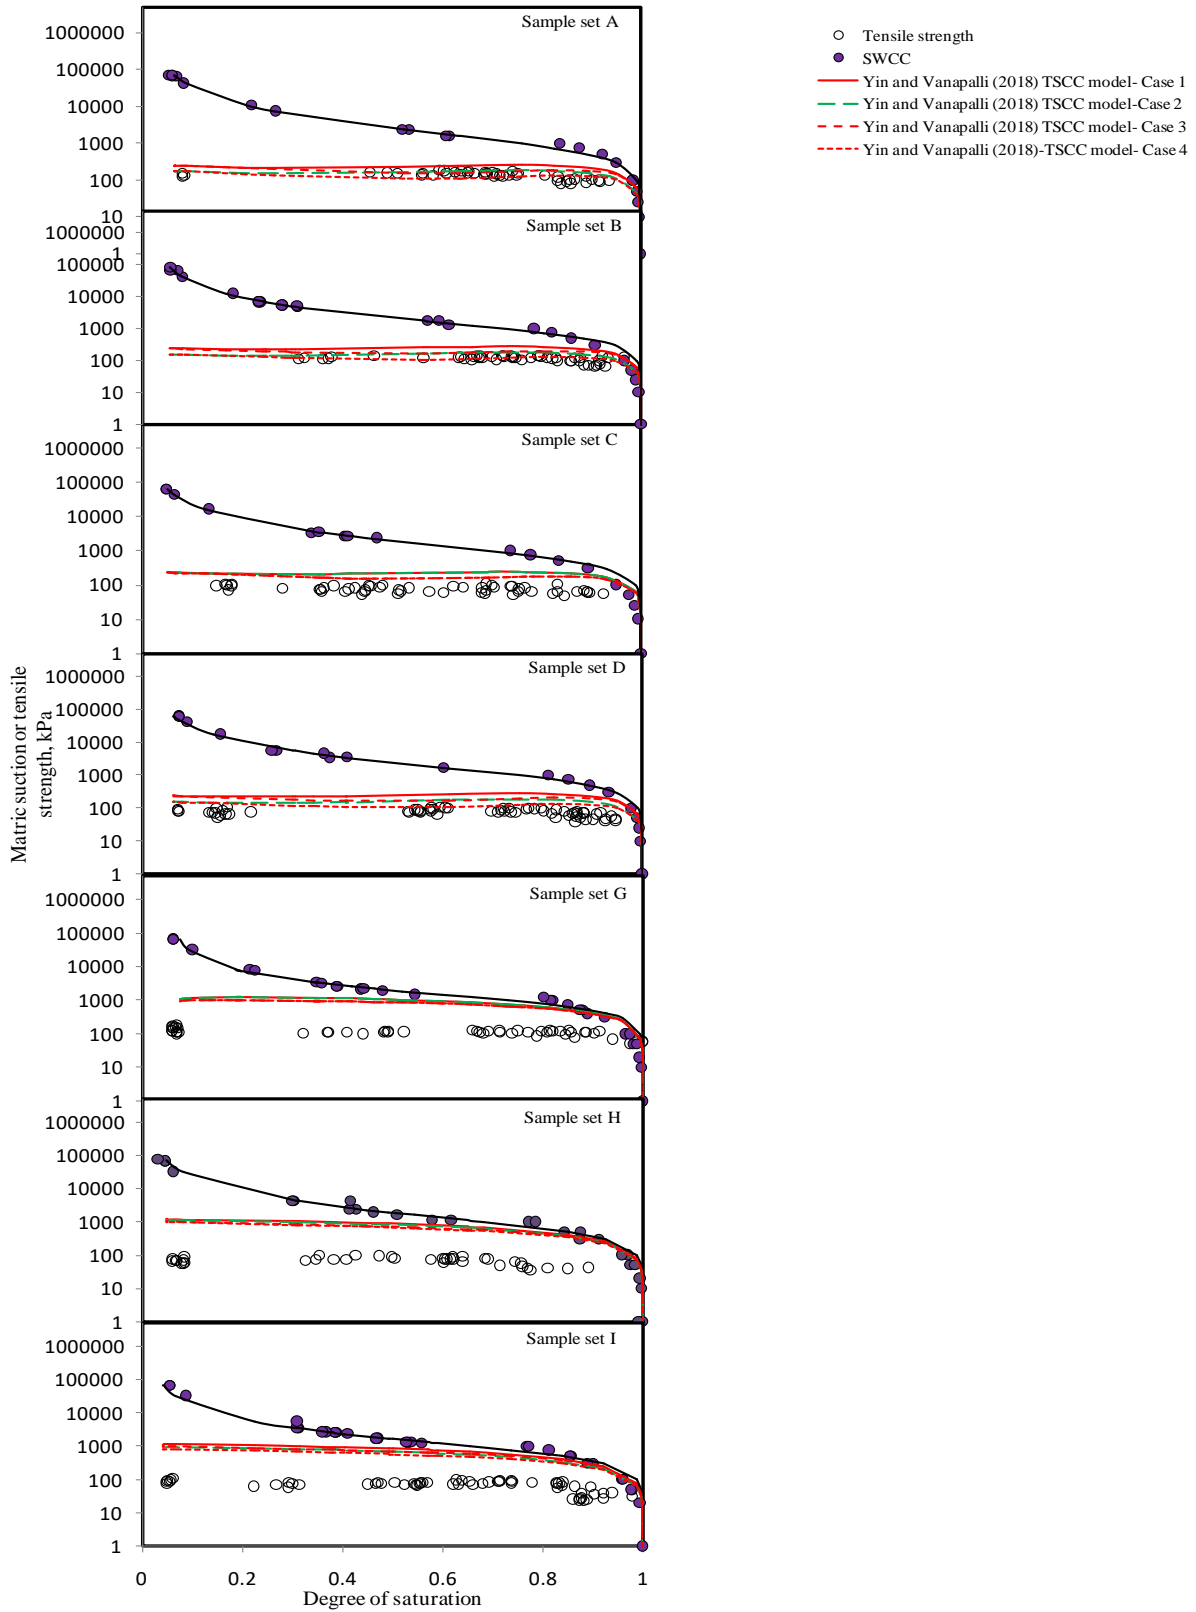 Sample set A
1000000
100000
10000
1000
100
10
1
Tensile strength
SWCC
Yin and Vanapalli (2018) TSCC model- Case 1
Yin and Vanapalli (2018) TSCC model-Case 2
Yin and Vanapalli (2018) TSCC model- Case 3
Yin and Vanapalli (2018)-TSCC model- Case 4
Sample set B
1000000
100000
10000
1000
100
10
1
Sample set C
1000000
100000
10000
1000
100
10
1
Sample set D
1000000
100000
10000
1000
100
10
1
Matric suction or tensile
strength, kPa
Sample set G
1000000
100000
10000
1000
100
10
1
Sample set H
1000000
100000
10000
1000
100
10
1
Sample set I
1000000
100000
10000
1000
100
10
1
0 0.2 0.4 0.6 0.8 1
Degree of saturation